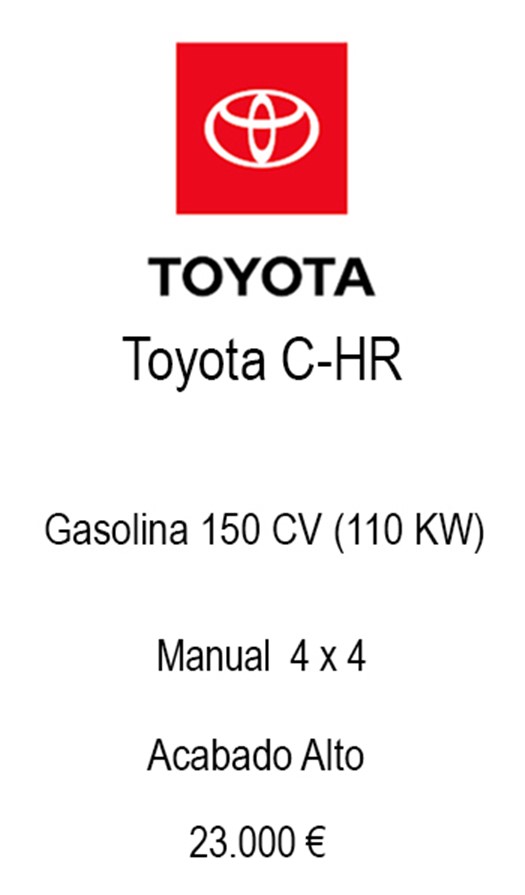 TOYOTA
Toyota C-HR
Gasolina 150 CV (110 KW)
Manual 4 x 4
Acabado Alto
23.000 €